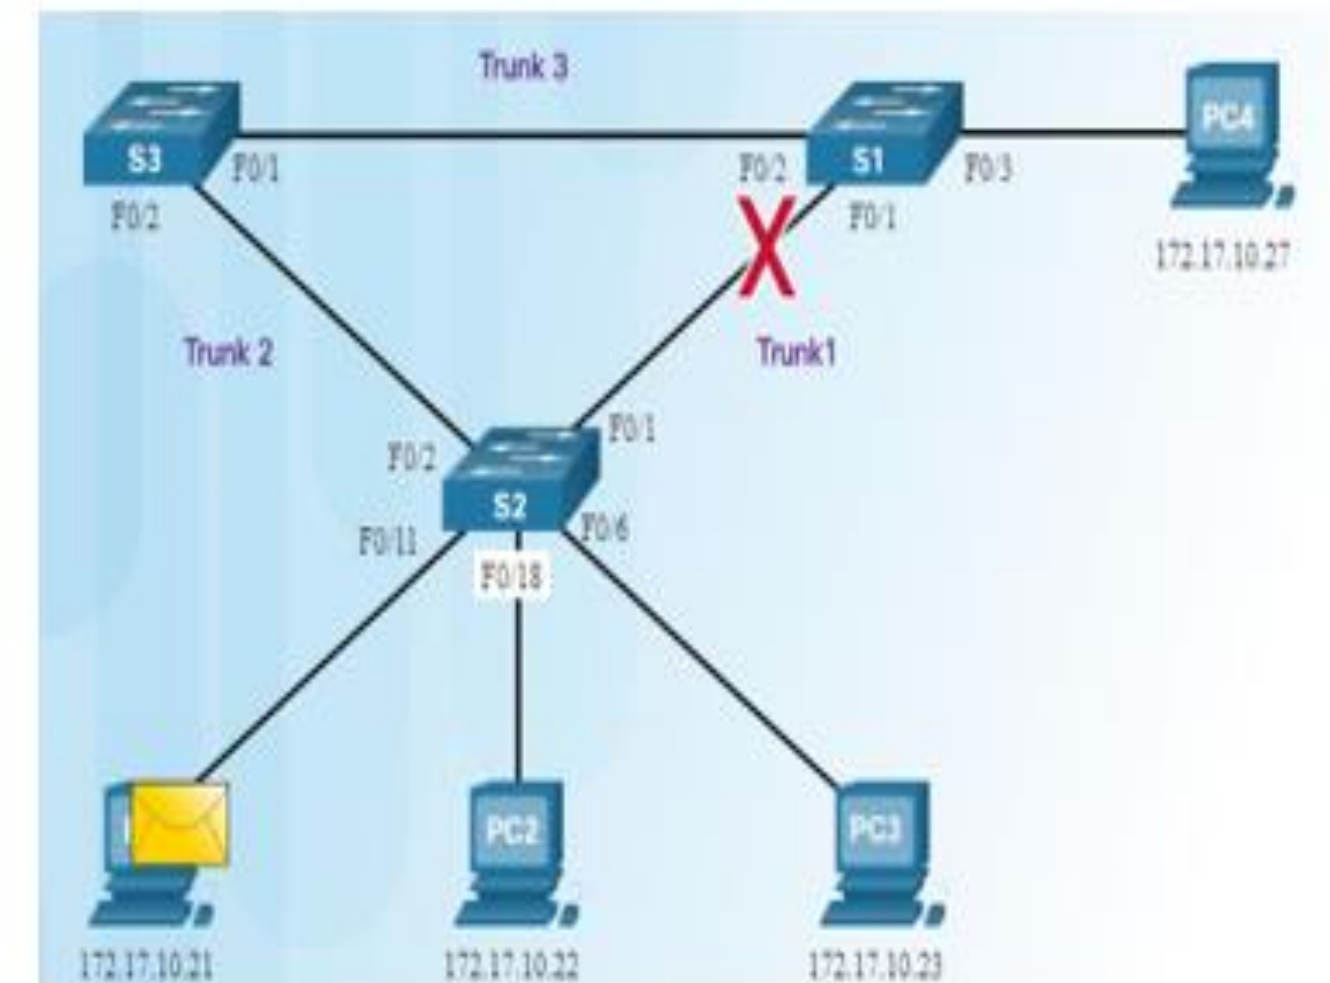 Trunk 3
S3
F0/1
F0/2
S1
F0/3
PC4
F0/2
F0/1
172.17.10.27
Trunk 2
Trunk1
F0/2
F0/1
S2
F0/11
F0/6
F0/18
PC2
PC3
172.17.10.21
172.17.10.22
172.17.10.23